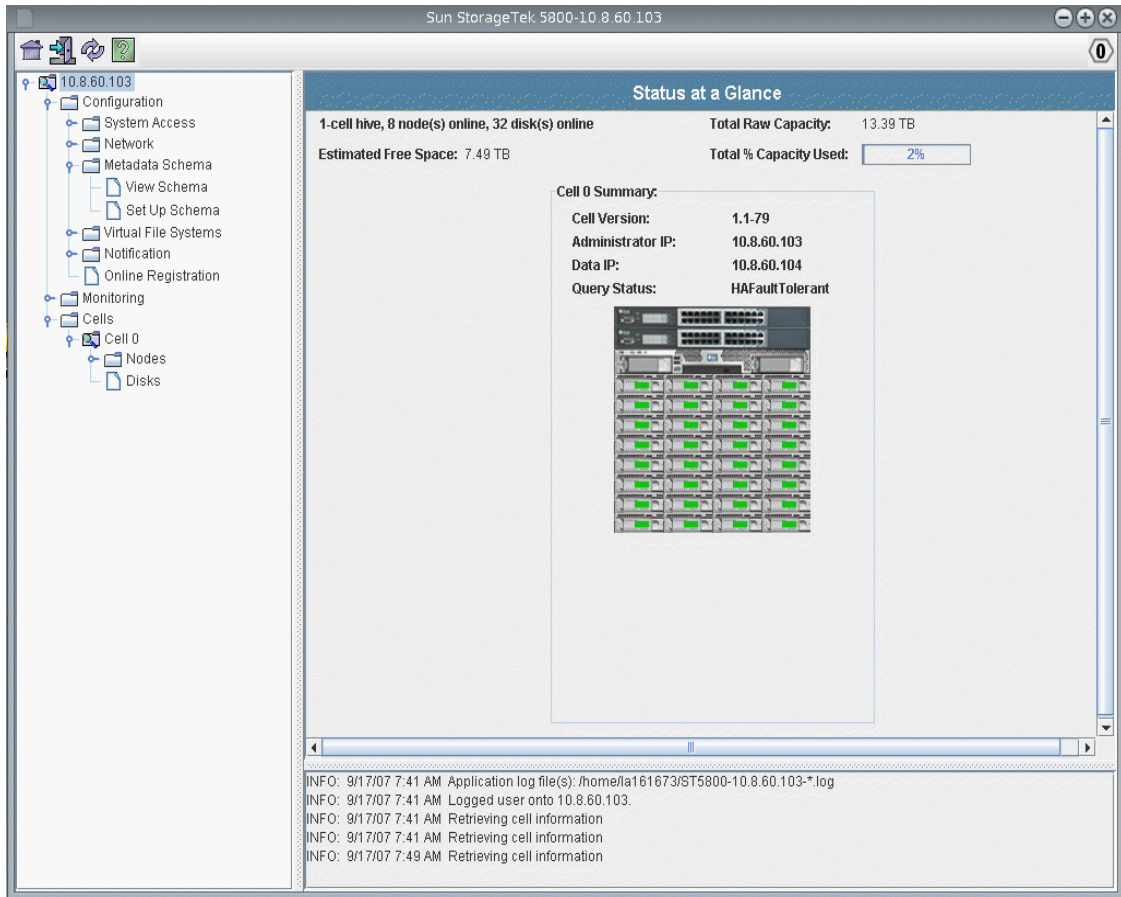 Sun StorageTek 5800-10.8.60.103
0
10.8.60.103
Configuration
System Access
Network
Metadata Schema
View Schema
Set Up Schema
Virtual File Systems
Notification
Online Registration
Monitoring
Cells
Cell 0
Nodes
Disks
Status at a Glance
1-cell hive, 8 node(s) online, 32 disk(s) online Total Raw Capacity: 13.39 TB
Estimated Free Space: 7.49 TB Total % Capacity Used: 2%
Cell 0 Summary:
Cell Version: 1.1-79
Administrator IP: 10.8.60.103
Data IP: 10.8.60.104
Query Status: HAFaultTolerant
INFO: 9/17/07 7:41 AM Application log file(s): /home/la161673/ST5800-10.8.60.103-*.log
INFO: 9/17/07 7:41 AM Logged user onto 10.8.60.103.
INFO: 9/17/07 7:41 AM Retrieving cell information
INFO: 9/17/07 7:41 AM Retrieving cell information
INFO: 9/17/07 7:49 AM Retrieving cell information